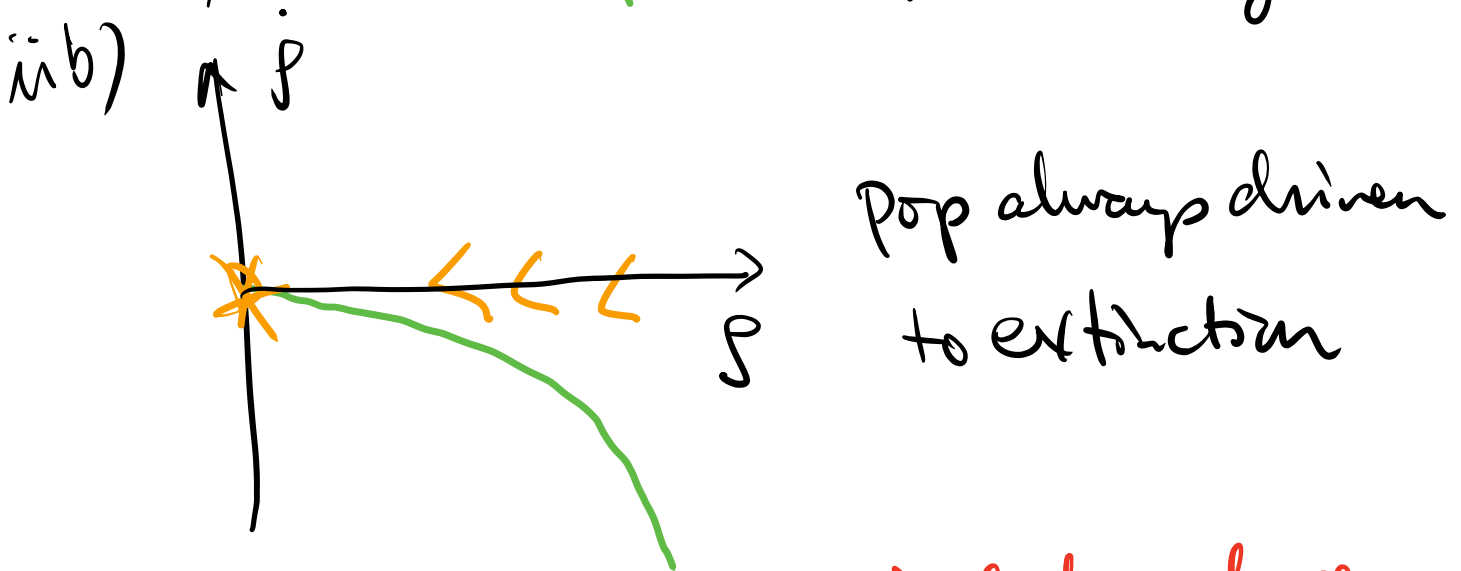 iib)
ρ̇
pop always driven
to extinction
ρ